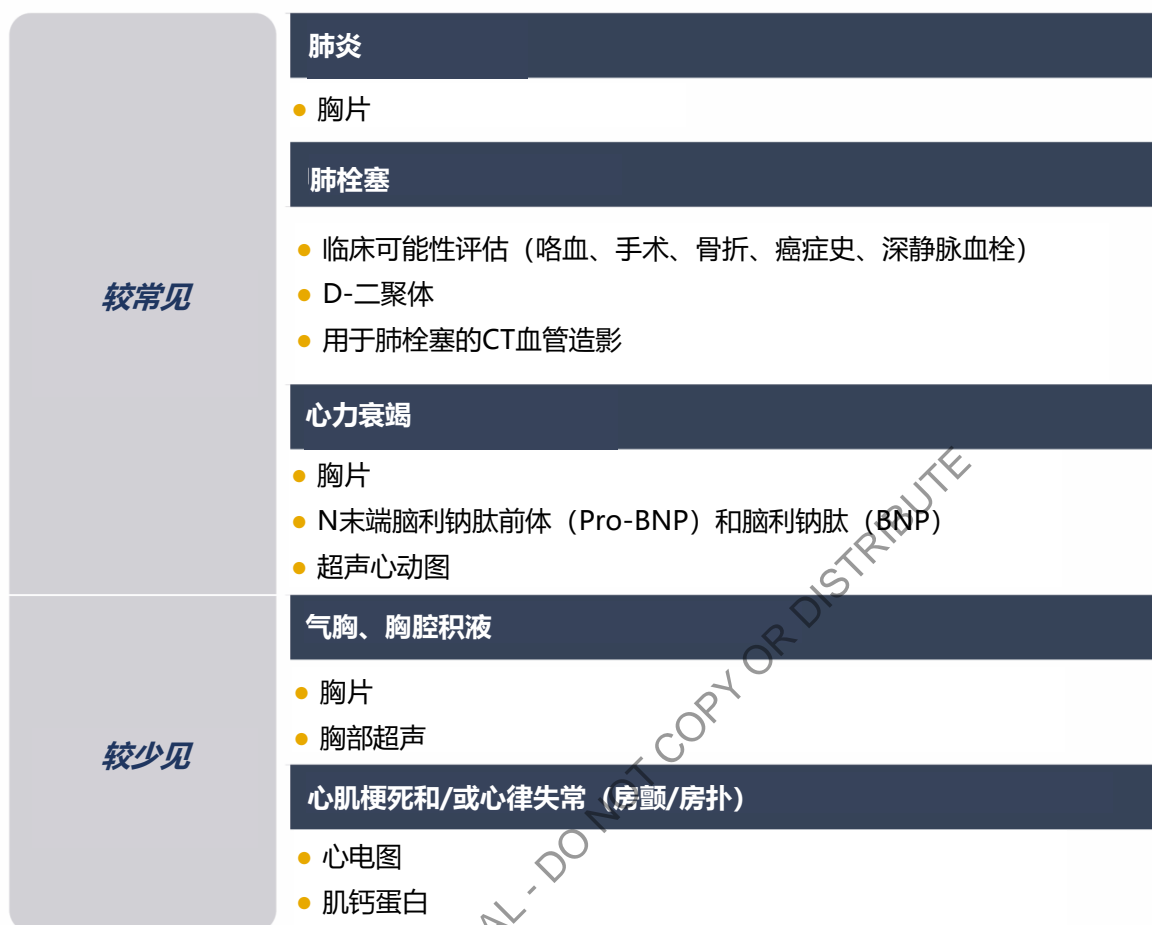 肺炎
胸片
肺栓塞
临床可能性评估（咯血、手术、骨折、癌症史、深静脉血栓）
D-二聚体
用于肺栓塞的CT血管造影
较常见
心力衰竭
胸片
N末端脑利钠肽前体（Pro-BNP）和脑利钠肽（BNP）
超声心动图
气胸、胸腔积液
胸片
胸部超声
较少见
心肌梗死和/或心律失常（房颤/房扑）
心电图
肌钙蛋白
- DO NOT COPY OR DISTRIBUTE